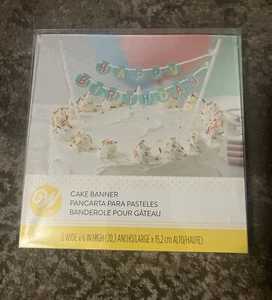 HAPPY
BIRTHDAY
W
CAKE BANNER
PANCARTA PARA PASTELES
BANDEROLE POUR GÂTEAU
8 WIDE x 6 IN HIGH (20,3 ANCHO/LARGE x 15,2 cm ALTO/HAUTE)